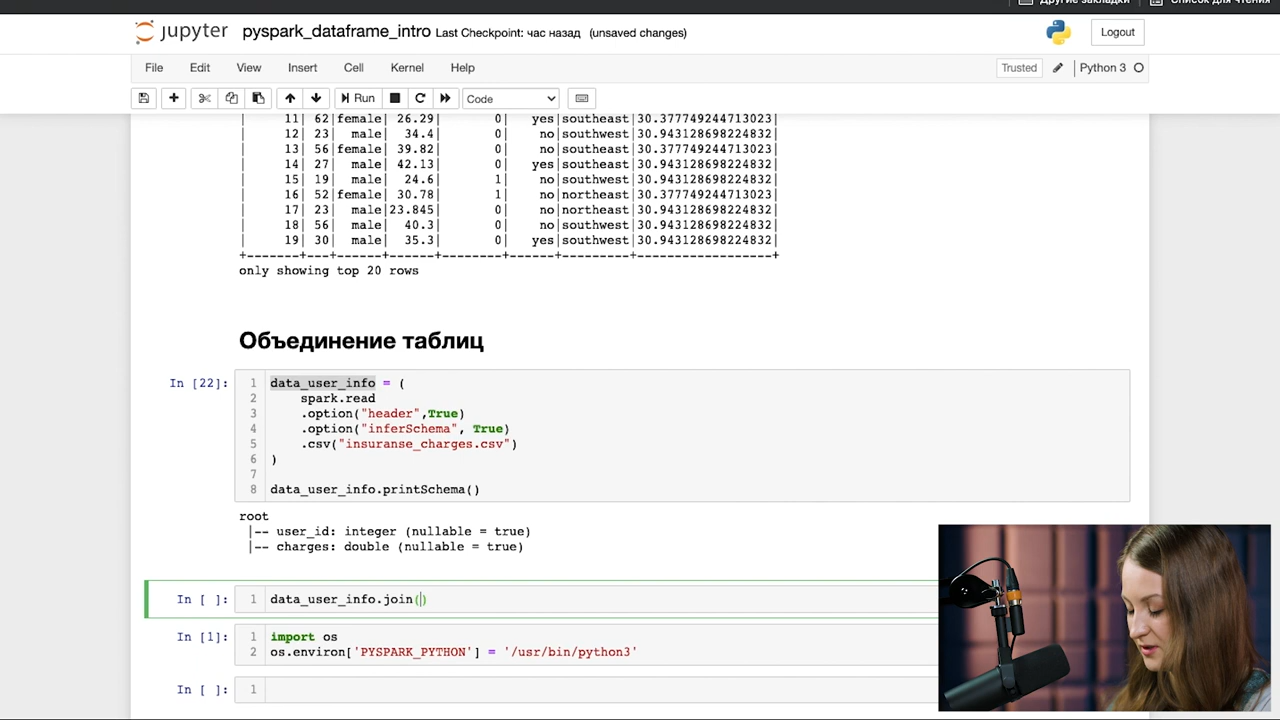 Другие закладки Список для чтения
jupyter pyspark_dataframe_intro Last Checkpoint: час назад (unsaved changes) Logout
File Edit View Insert Cell Kernel Help Trusted Python 3
Run Code
| 11| 62|female| 26.29| 0| yes|southeast|30.377749244713023|
| 12| 23| male| 34.4| 0| no|southwest|30.943128698224832|
| 13| 56|female| 39.82| 0| no|southeast|30.377749244713023|
| 14| 27| male| 42.13| 0| yes|southeast|30.943128698224832|
| 15| 19| male| 24.6| 1| no|southwest|30.943128698224832|
| 16| 52|female| 30.78| 1| no|northeast|30.377749244713023|
| 17| 23| male|23.845| 0| no|northeast|30.943128698224832|
| 18| 56| male| 40.3| 0| no|southwest|30.943128698224832|
| 19| 30| male| 35.3| 0| yes|southwest|30.943128698224832|
+-------+---+------+------+--------+------+---------+------------------+
only showing top 20 rows
Объединение таблиц
In [22]: 1 data_user_info = (
2 spark.read
3 .option("header",True)
4 .option("inferSchema", True)
5 .csv("insuranse_charges.csv")
6 )
7
8 data_user_info.printSchema()
root
|-- user_id: integer (nullable = true)
|-- charges: double (nullable = true)
In [ ]: 1 data_user_info.join()
In [1]: 1 import os
2 os.environ['PYSPARK_PYTHON'] = '/usr/bin/python3'
In [ ]: 1